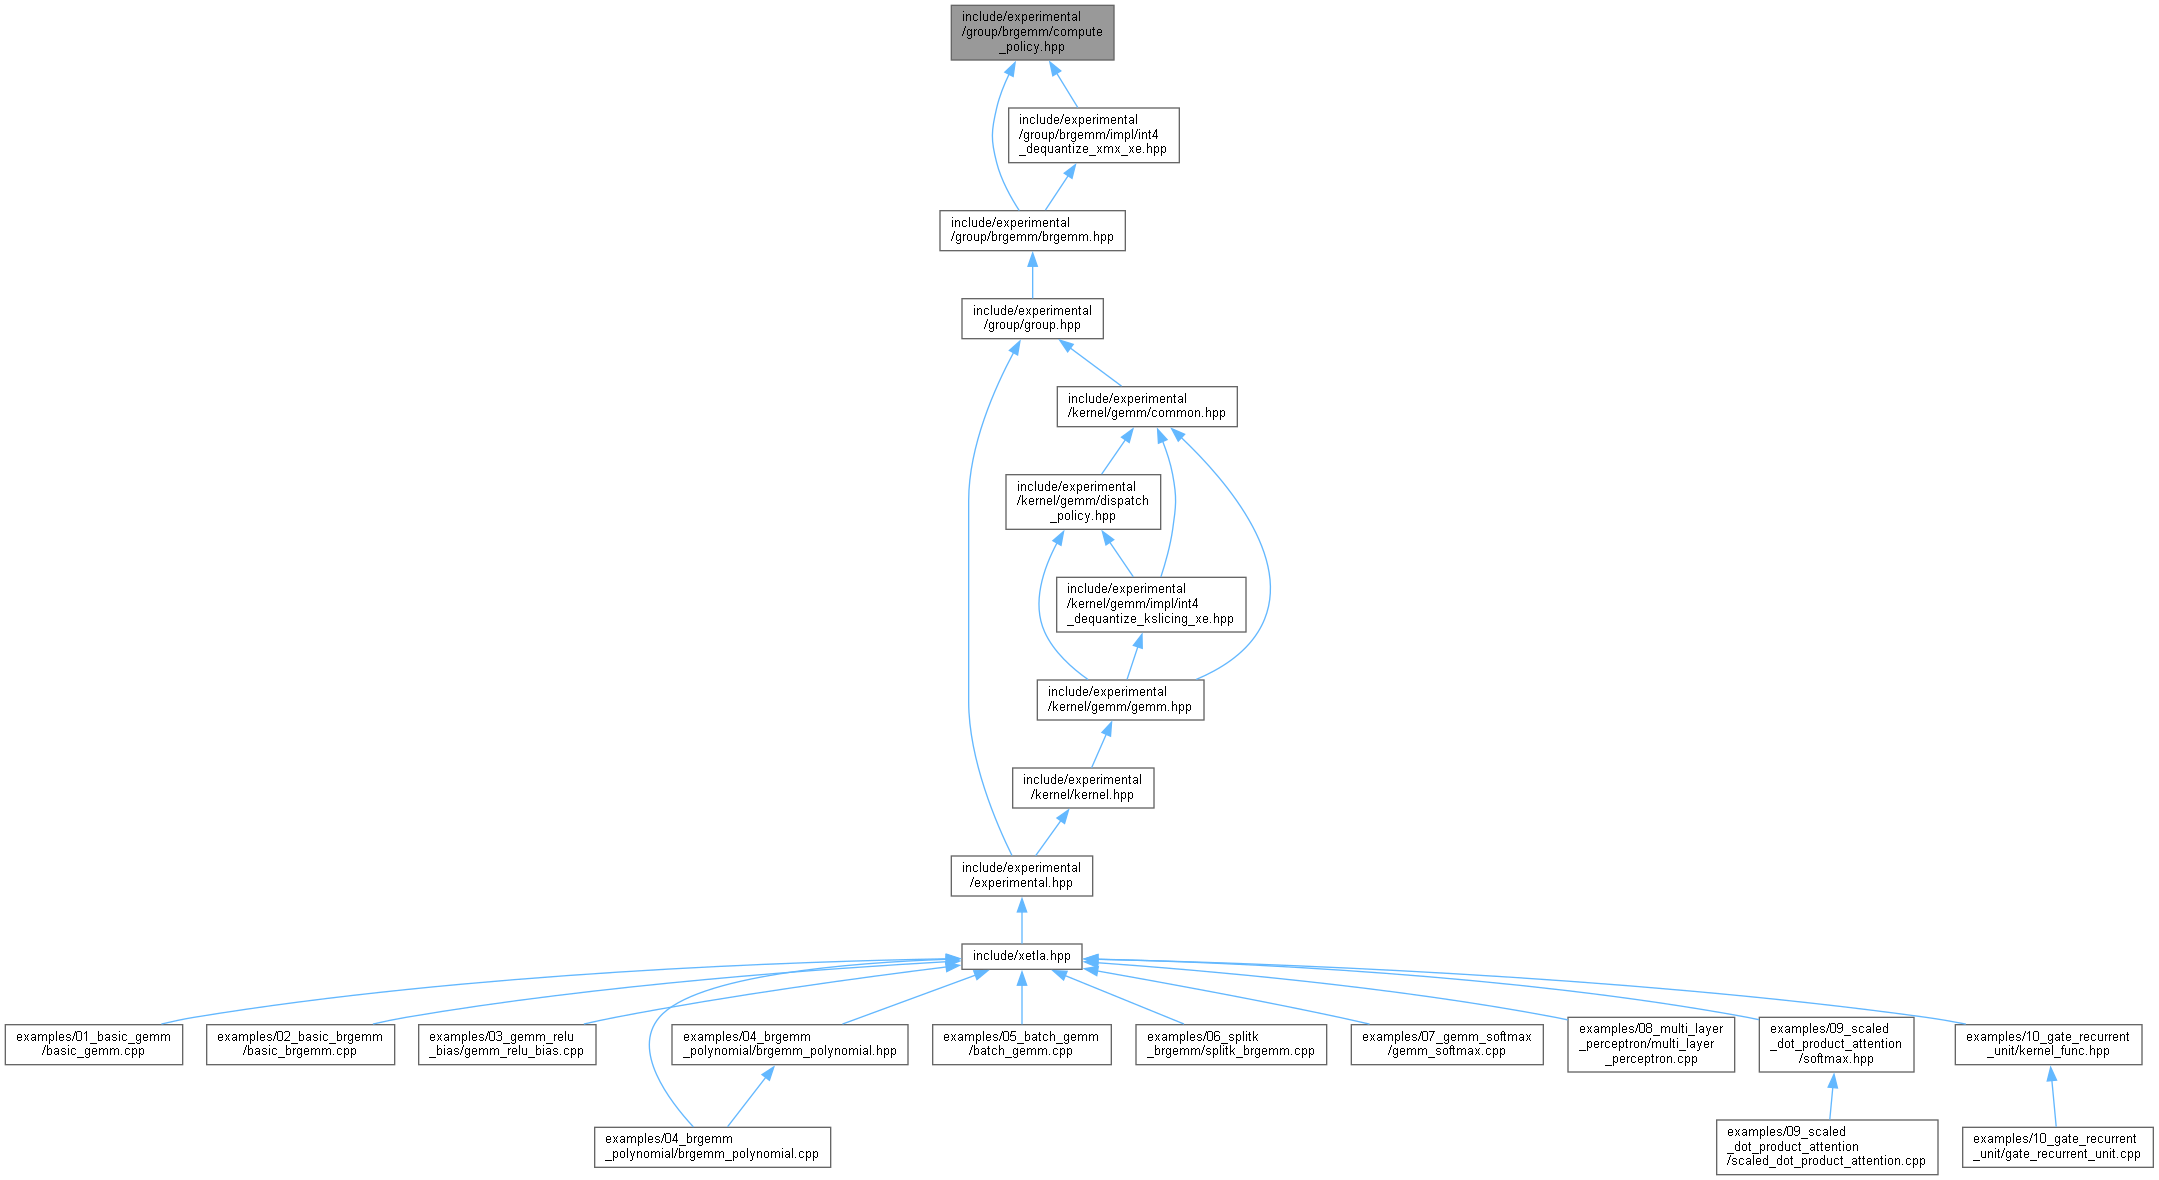 include/experimental
/group/brgemm/compute
_policy.hpp
include/experimental
/group/brgemm/impl/int4
_dequantize_xmx_xe.hpp
include/experimental
/group/brgemm/brgemm.hpp
include/experimental
/group/group.hpp
include/experimental
/kernel/gemm/common.hpp
include/experimental
/kernel/gemm/dispatch
_policy.hpp
include/experimental
/kernel/gemm/impl/int4
_dequantize_kslicing_xe.hpp
include/experimental
/kernel/gemm/gemm.hpp
include/experimental
/kernel/kernel.hpp
include/experimental
/experimental.hpp
include/xetla.hpp
examples/01_basic_gemm
/basic_gemm.cpp
examples/02_basic_brgemm
/basic_brgemm.cpp
examples/03_gemm_relu
_bias/gemm_relu_bias.cpp
examples/04_brgemm
_polynomial/brgemm_polynomial.hpp
examples/05_batch_gemm
/batch_gemm.cpp
examples/06_splitk
_brgemm/splitk_brgemm.cpp
examples/07_gemm_softmax
/gemm_softmax.cpp
examples/08_multi_layer
_perceptron/multi_layer
_perceptron.cpp
examples/09_scaled
_dot_product_attention
/softmax.hpp
examples/10_gate_recurrent
_unit/kernel_func.hpp
examples/04_brgemm
_polynomial/brgemm_polynomial.cpp
examples/09_scaled
_dot_product_attention
/scaled_dot_product_attention.cpp
examples/10_gate_recurrent
_unit/gate_recurrent_unit.cpp